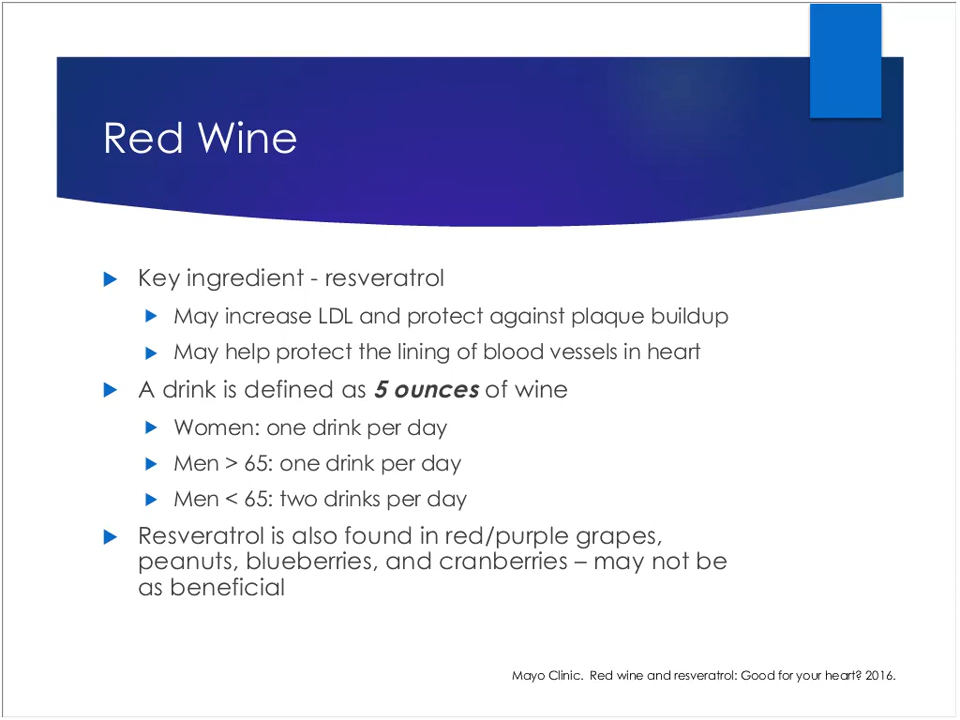 Red Wine
Key ingredient - resveratrol
May increase LDL and protect against plaque buildup
May help protect the lining of blood vessels in heart
A drink is defined as 5 ounces of wine
Women: one drink per day
Men > 65: one drink per day
Men < 65: two drinks per day
Resveratrol is also found in red/purple grapes,
peanuts, blueberries, and cranberries – may not be
as beneficial
Mayo Clinic. Red wine and resveratrol: Good for your heart? 2016.